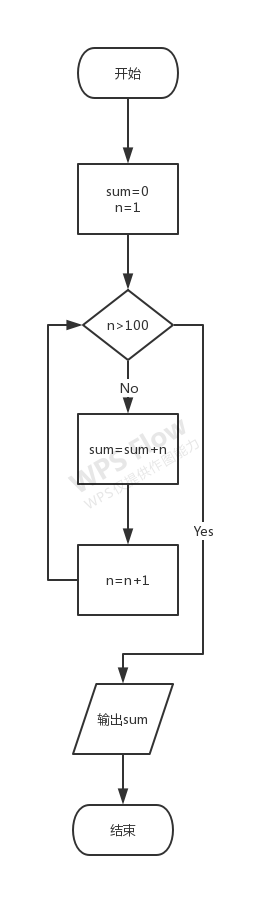 开始
sum=0
n=1
n>100
No
sum=sum+n
WPS Flow
n=n+1
Yes
输出sum
结束